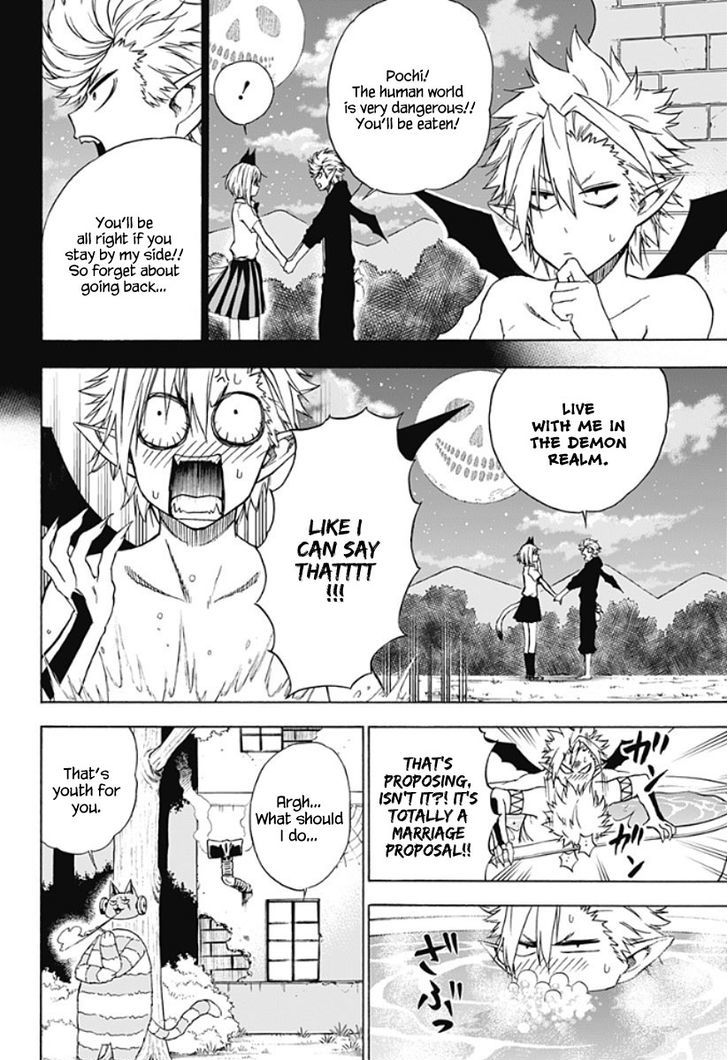 Pochi!
The human world
is very dangerous!!
You'll be eaten!
!
You'll be
all right if you
stay by my side!!
So forget about
going back...
LIVE
WITH ME IN
THE DEMON
REALM.
LIKE I
CAN SAY
THATTTT
!!!
THAT'S
PROPOSING,
ISN'T IT?! IT'S
TOTALLY A
MARRIAGE
PROPOSAL!!
ガッ
ゴシ
ざぶっ
Argh...
What should
I do...
That's
youth for
you.